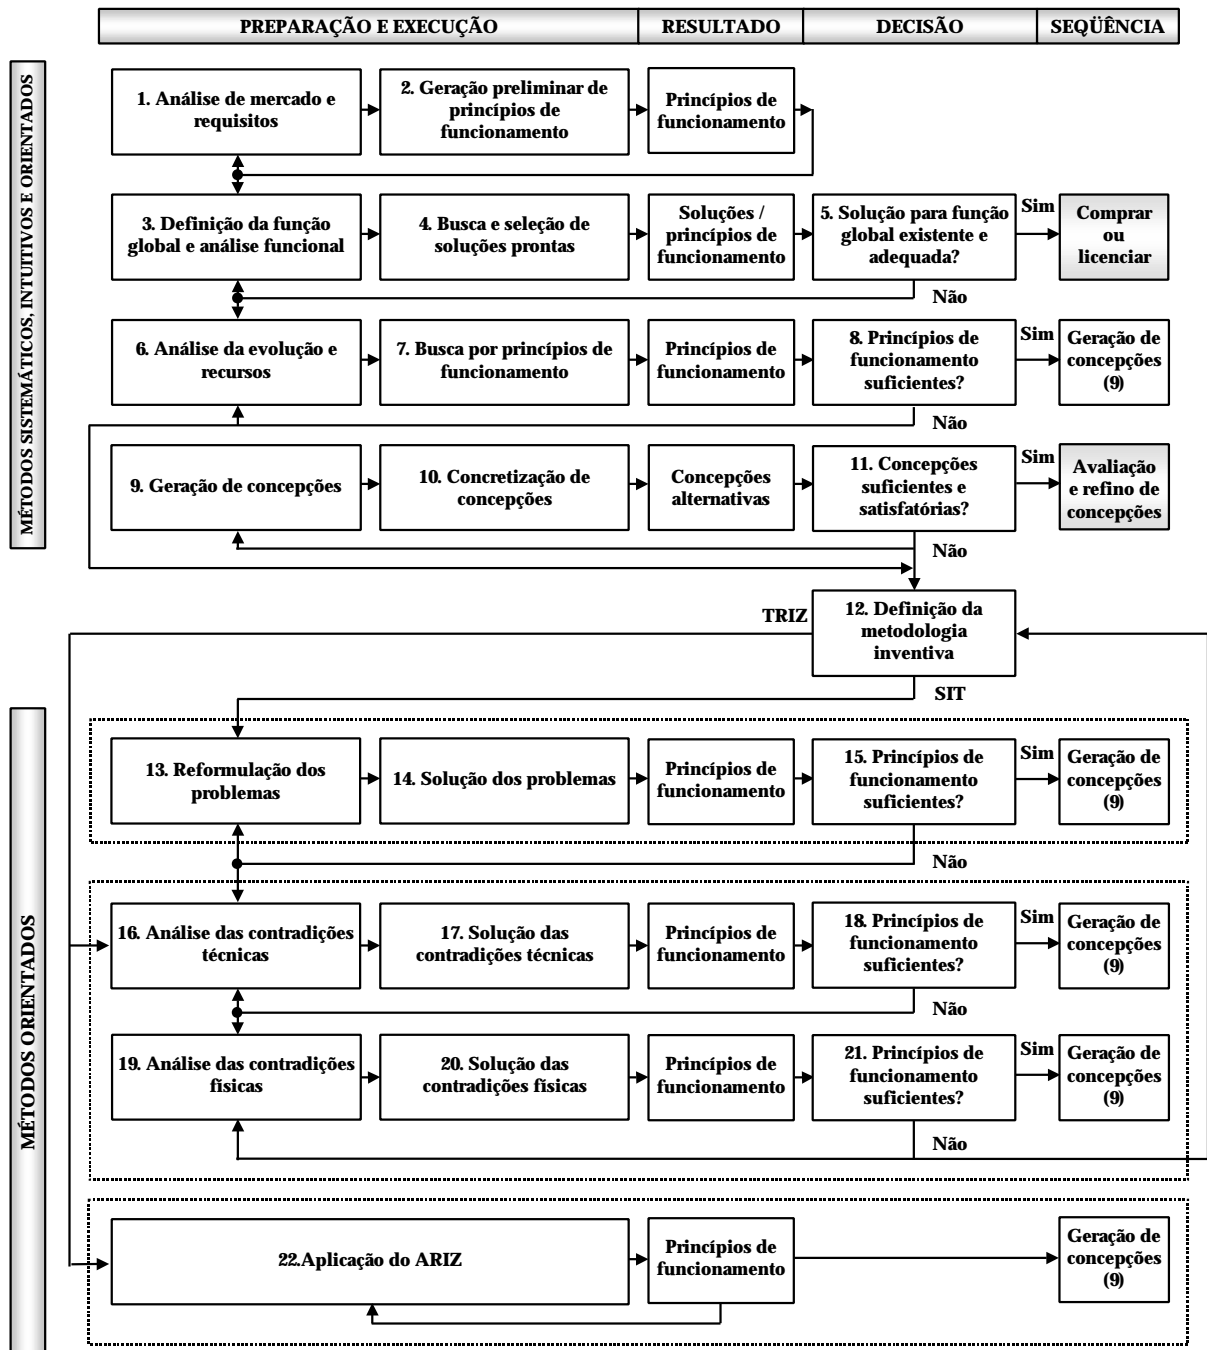 PREPARAÇÃO E EXECUÇÃO
RESULTADO
DECISÃO
SEQÜÊNCIA
MÉTODOS SISTEMÁTICOS, INTUITIVOS E ORIENTADOS
1. Análise de mercado e
requisitos
2. Geração preliminar de
princípios de
funcionamento
Princípios de
funcionamento
3. Definição da função
global e análise funcional
4. Busca e seleção de
soluções prontas
Soluções /
princípios de
funcionamento
5. Solução para função
global existente e
adequada?
Sim
Comprar
ou
licenciar
Não
6. Análise da evolução e
recursos
7. Busca por princípios de
funcionamento
Princípios de
funcionamento
8. Princípios de
funcionamento
suficientes?
Sim
Geração de
concepções
(9)
Não
9. Geração de concepções
10. Concretização de
concepções
Concepções
alternativas
11. Concepções
suficientes e
satisfatórias?
Sim
Avaliação
e refino de
concepções
Não
TRIZ
12. Definição da
metodologia
inventiva
SIT
MÉTODOS ORIENTADOS
13. Reformulação dos
problemas
14. Solução dos problemas
Princípios de
funcionamento
15. Princípios de
funcionamento
suficientes?
Sim
Geração de
concepções
(9)
Não
16. Análise das contradições
técnicas
17. Solução das
contradições técnicas
Princípios de
funcionamento
18. Princípios de
funcionamento
suficientes?
Sim
Geração de
concepções
(9)
Não
19. Análise das contradições
físicas
20. Solução das
contradições físicas
Princípios de
funcionamento
21. Princípios de
funcionamento
suficientes?
Sim
Geração de
concepções
(9)
Não
22.Aplicação do ARIZ
Princípios de
funcionamento
Geração de
concepções
(9)